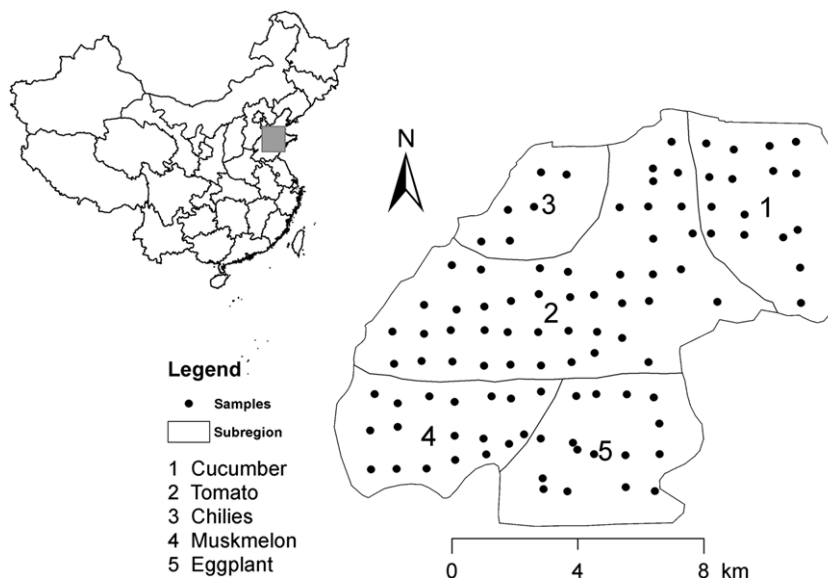 N
3
1
2
4
5
Legend
Samples
Subregion
1 Cucumber
2 Tomato
3 Chilies
4 Muskmelon
5 Eggplant
0 4 8 km